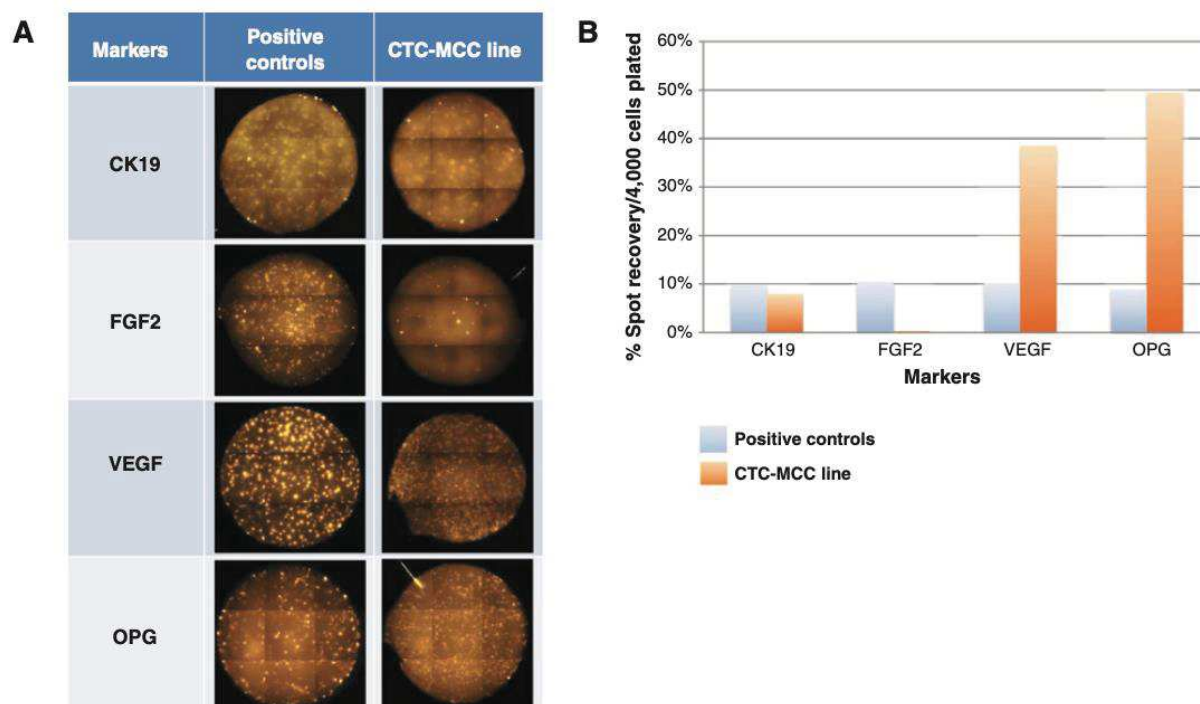 A
Markers
Positive
controls
CTC-MCC line
CK19
FGF2
VEGF
OPG
B
% Spot recovery/4,000 cells plated
60%
50%
40%
30%
20%
10%
0%
CK19
FGF2
VEGF
OPG
Markers
Positive controls
CTC-MCC line